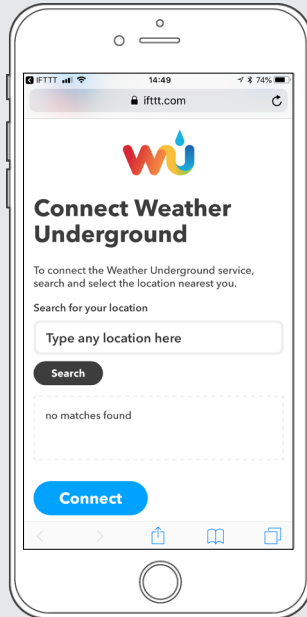 IFTTT 14:49 74%
ifttt.com
wu
Connect Weather
Underground
To connect the Weather Underground service,
search and select the location nearest you.
Search for your location
Type any location here
Search
no matches found
Connect